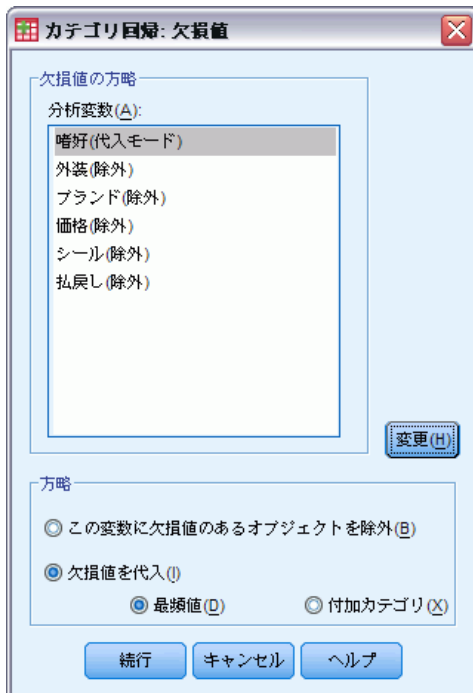 カテゴリ回帰: 欠損値
欠損値の方略
分析変数(A):
嗜好(代入モード)
外装(除外)
ブランド(除外)
価格(除外)
シール(除外)
払戻し(除外)
変更(H)
方略
この変数に欠損値のあるオブジェクトを除外(B)
欠損値を代入(I)
最頻値(D) 付加カテゴリ(X)
続行 キャンセル ヘルプ